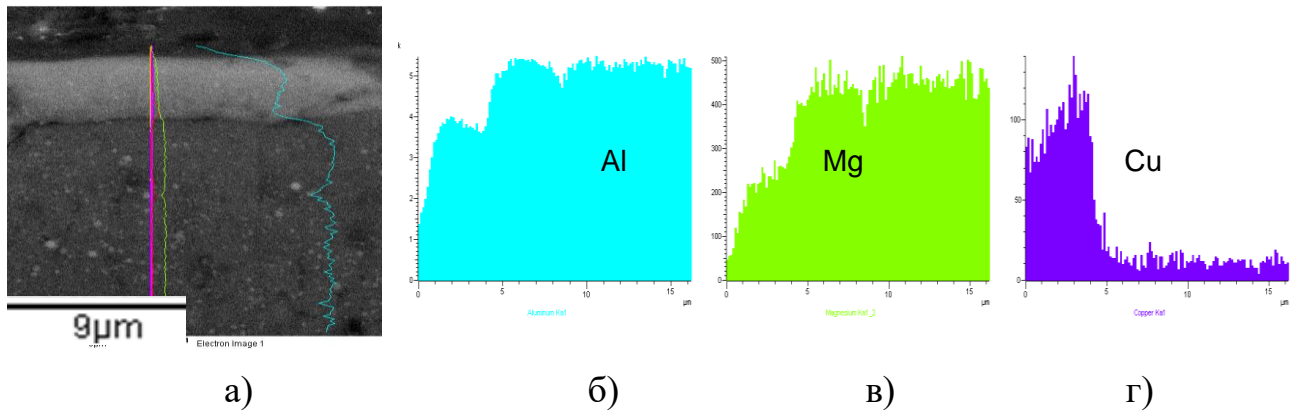 9µm
Electron Image 1
k
5
4
3
2
1
0
Al
0
5
10
15
µm
Aluminum Ka1
500
400
300
200
100
0
Mg
0
5
10
15
µm
Magnesium Ka1_2
100
50
0
Cu
0
5
10
15
µm
Copper Ka1
а)
б)
в)
г)